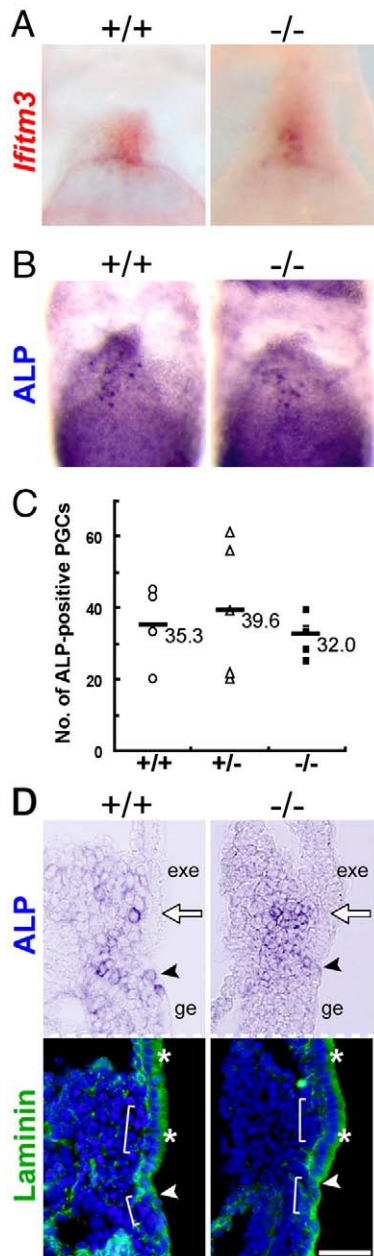 A
+/+
-/-
Ifitm3
B
+/+
-/-
ALP
C
No. of ALP-positive PGCs
60
40
20
0
35.3
39.6
32.0
+/+
+/-
-/-
D
+/+
-/-
ALP
exe
exe
ge
ge
Laminin
*
*
*
*